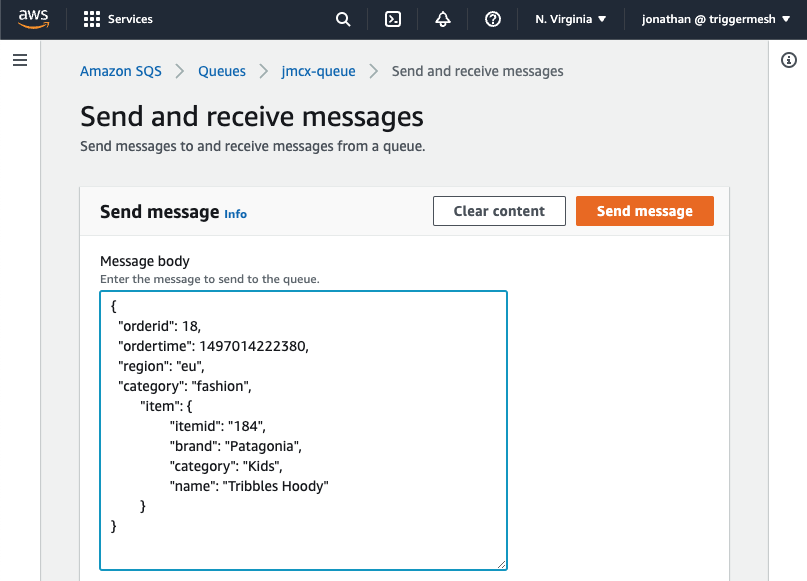 aws
Services
N. Virginia
jonathan @ triggermesh
Amazon SQS
Queues
jmcx-queue
Send and receive messages
Send and receive messages
Send messages to and receive messages from a queue.
Send message Info
Clear content
Send message
Message body
Enter the message to send to the queue.
{
"orderid": 18,
"ordertime": 1497014222380,
"region": "eu",
"category": "fashion",
"item": {
"itemid": "184",
"brand": "Patagonia",
"category": "Kids",
"name": "Tribbles Hoody"
}
}